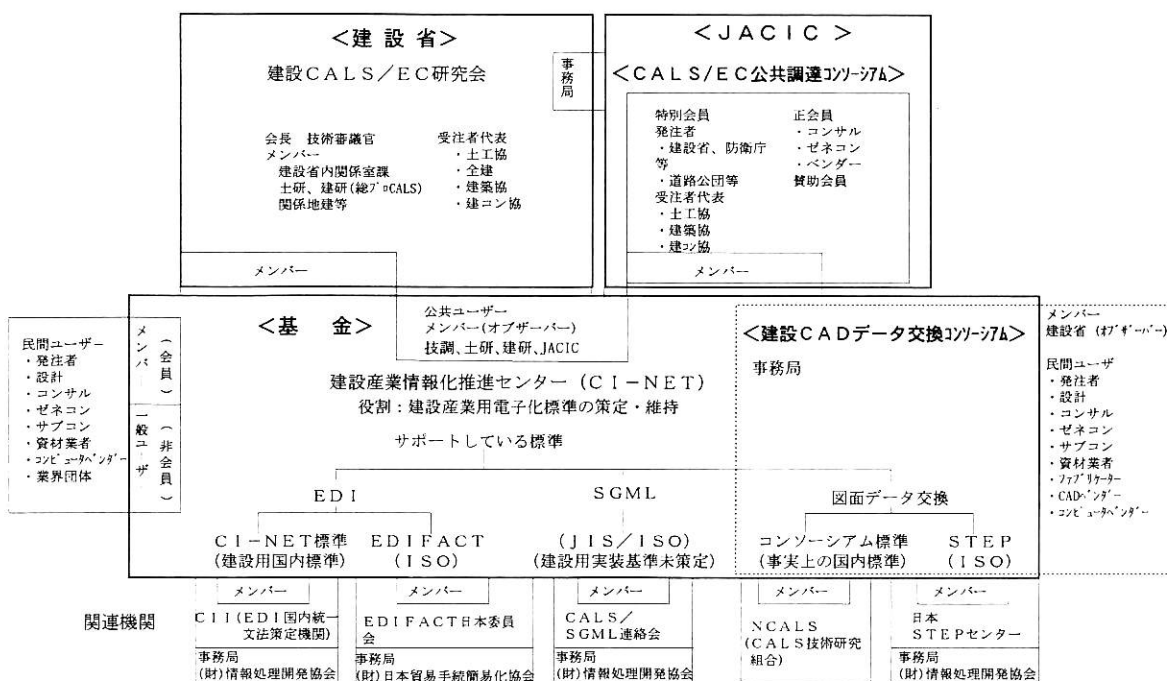 ＜建設省＞
建設ＣＡＬＳ／ＥＣ研究会
会長　技術審議官
メンバー
建設省内関係室課
土研、建研(総ﾌﾟﾛCALS)
関係地建等
受注者代表
・土工協
・全建
・建築協
・建コン協
メンバー
＜ＪＡＣＩＣ＞
事務局
＜ＣＡＬＳ/ＥＣ公共調達ｺﾝｿｰｼｱﾑ＞
特別会員
発注者
・建設省、防衛庁
等
・道路公団等
受注者代表
・土工協
・建築協
・建ｺﾝ協
正会員
・コンサル
・ゼネコン
・ベンダー
賛助会員
メンバー
民間ユーザー
・発注者
・設計
・コンサル
・ゼネコン
・サブコン
・資材業者
・ｺﾝﾋﾟｭｰﾀﾍﾞﾝﾀﾞｰ
・業界団体
メンバー（会員）
一般ユーザ（非会員）
＜基　金＞
公共ユーザー
メンバー(オブザーバー)
技調、土研、建研、JACIC
建設産業情報化推進センター（ＣＩ－ＮＥＴ）
役割：建設産業用電子化標準の策定・維持
サポートしている標準
＜建設ＣＡＤデータ交換ｺﾝｿｰｼｱﾑ＞
事務局
メンバー
建設省（ｵﾌﾞｻﾞｰﾊﾞｰ）
民間ユーザ
・発注者
・設計
・コンサル
・ゼネコン
・サブコン
・資材業者
・ﾌｧﾌﾞﾘｹｰﾀｰ
・CADﾍﾞﾝﾀﾞｰ
・ｺﾝﾋﾟｭｰﾀﾍﾞﾝﾀﾞｰ
ＥＤＩ
ＳＧＭＬ
図面データ交換
ＣＩ－ＮＥＴ標準
(建設用国内標準)
ＥＤＩＦＡＣＴ
(ＩＳＯ)
(ＪＩＳ/ＩＳＯ)
(建設用実装基準未策定)
コンソーシアム標準
(事実上の国内標準)
ＳＴＥＰ
(ＩＳＯ)
関連機関
メンバー
ＣＩＩ(ＥＤＩ国内統一
文法策定機関)
事務局
(財)情報処理開発協会
メンバー
ＥＤＩＦＡＣＴ日本委員
会
事務局
(財)日本貿易手続簡易化協会
メンバー
ＣＡＬＳ／
ＳＧＭＬ連絡会
事務局
(財)情報処理開発協会
メンバー
ＮＣＡＬＳ
(ＣＡＬＳ技術研究
組合)
メンバー
日本
ＳＴＥＰセンター
事務局
(財)情報処理開発協会